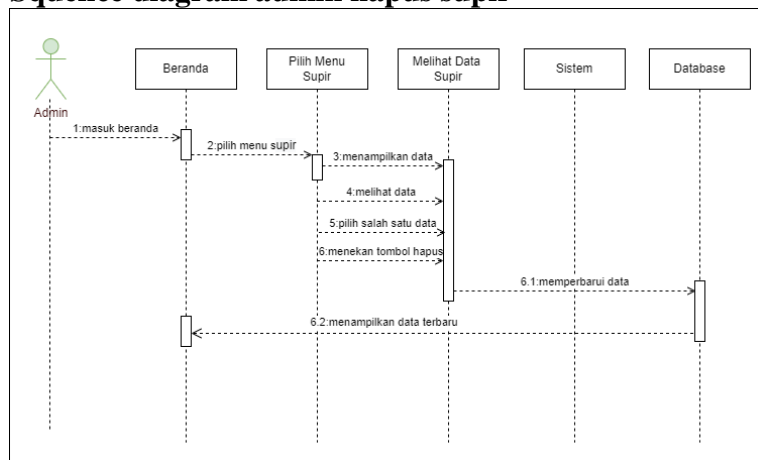 Squence diagram admin hapus supir
Beranda
Pilih Menu
Supir
Melihat Data
Supir
Sistem
Database
Admin
1:masuk beranda
2:pilih menu supir
3:menampilkan data
4:melihat data
5:pilih salah satu data
6:menekan tombol hapus
6.1:memperbarui data
6.2:menampilkan data terbaru